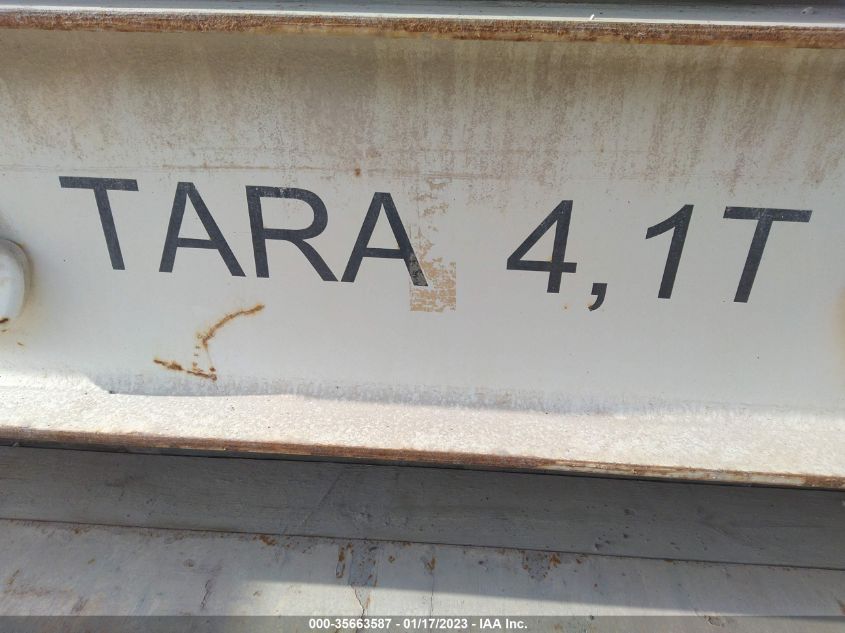 TARA 4,1T
000-35663587 - 01/17/2023 - IAA Inc.